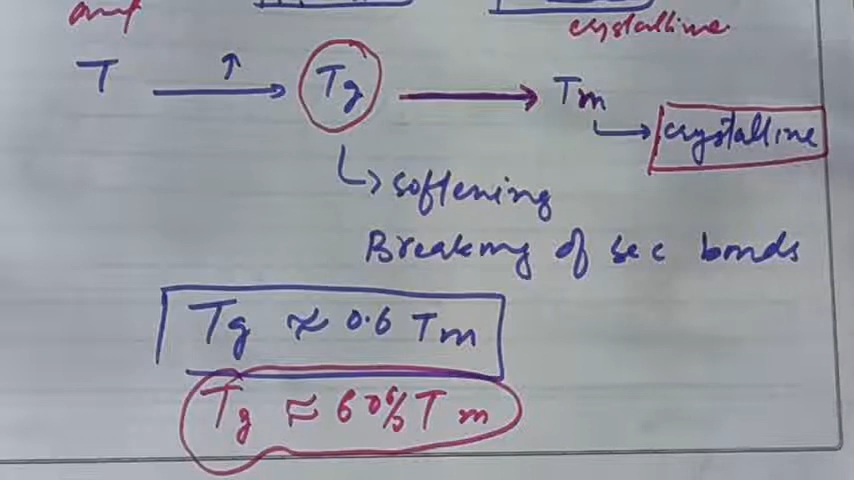 crystalline
T ↑ → Tg → Tm
↳ crystalline
↳ softening
Breaking of sec bonds
Tg ≈ 0.6 Tm
Tg ≈ 60% Tm